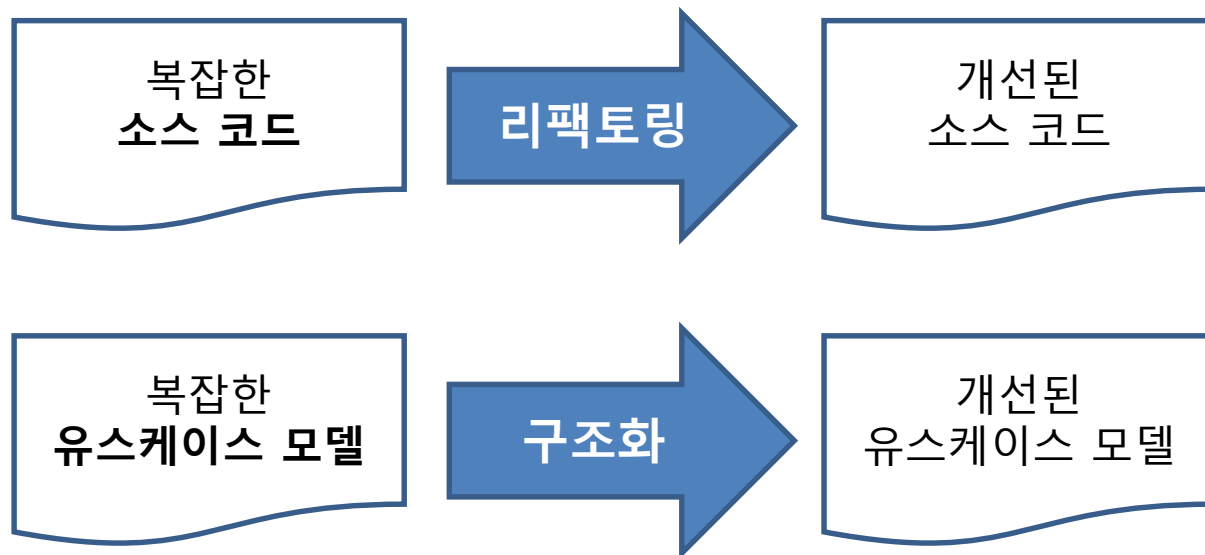 복잡한
소스 코드
리팩토링
개선된
소스 코드
복잡한
유스케이스 모델
구조화
개선된
유스케이스 모델